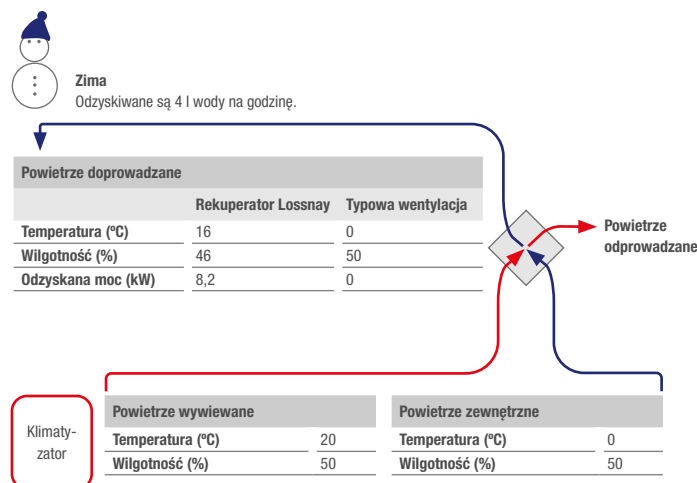 Zima
Odzyskiwane są 4 l wody na godzinę.
Powietrze doprowadzane
Rekuperator Lossnay Typowa wentylacja
Temperatura (ºC) 16 0
Wilgotność (%) 46 50
Odzyskana moc (kW) 8,2 0
Powietrze
odprowadzane
Klimaty-
zator
Powietrze wywiewane
Temperatura (ºC) 20
Wilgotność (%) 50
Powietrze zewnętrzne
Temperatura (ºC) 0
Wilgotność (%) 50